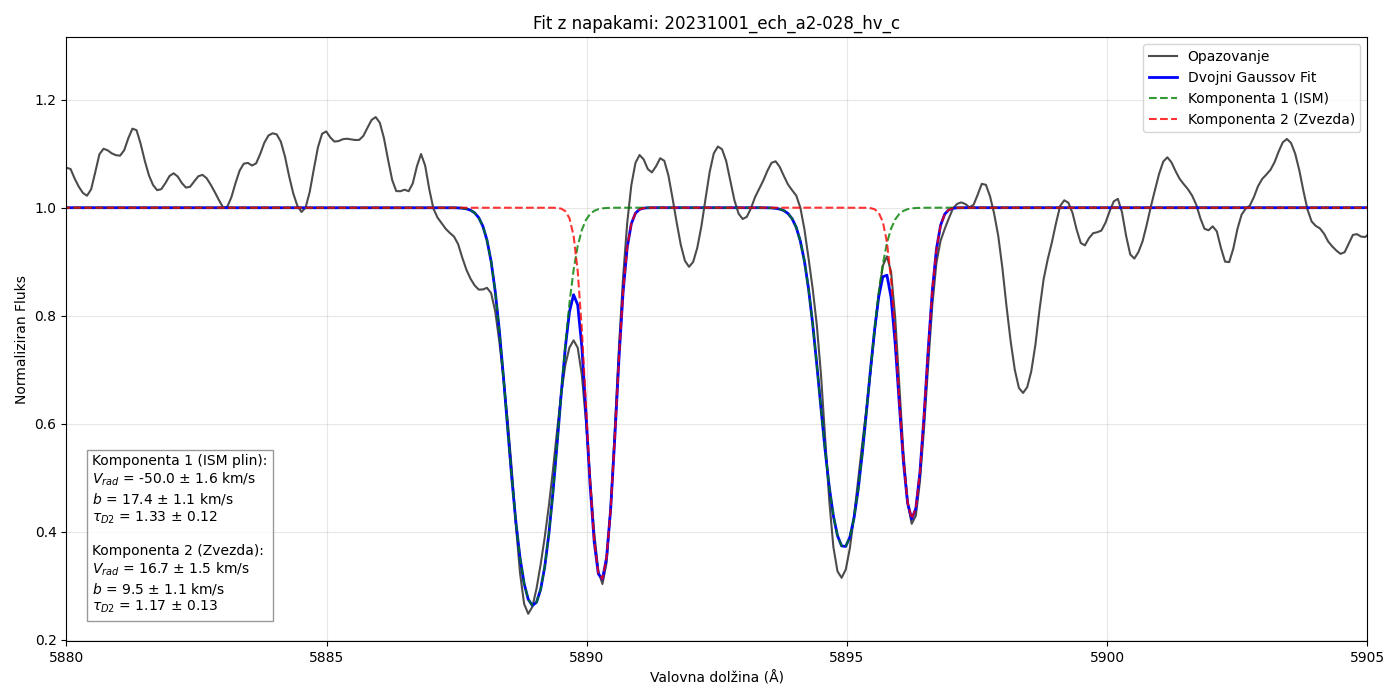 Fit z napakami: 20231001_ech_a2-028_hv_c
Normaliziran Fluks
1.2
1.0
0.8
0.6
0.4
0.2
Opazovanje
Dvojni Gaussov Fit
Komponenta 1 (ISM)
Komponenta 2 (Zvezda)
Komponenta 1 (ISM plin):
V_rad = -50.0 ± 1.6 km/s
b = 17.4 ± 1.1 km/s
τ_D2 = 1.33 ± 0.12
Komponenta 2 (Zvezda):
V_rad = 16.7 ± 1.5 km/s
b = 9.5 ± 1.1 km/s
τ_D2 = 1.17 ± 0.13
5880 5885 5890 5895 5900 5905
Valovna dolžina (Å)